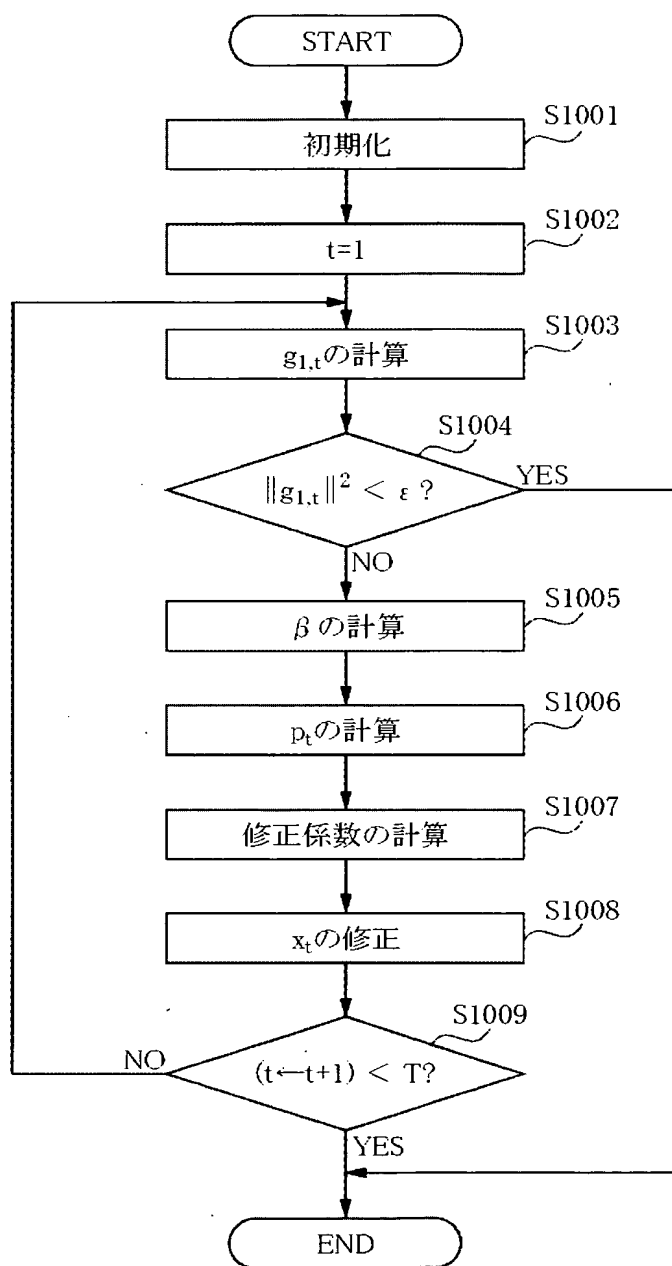 START
S1001
初期化
S1002
t=1
S1003
g1,tの計算
S1004
||g1,t||² < ε ?
YES
NO
S1005
βの計算
S1006
ptの計算
S1007
修正係数の計算
S1008
xtの修正
S1009
NO
(t←t+1) < T?
YES
END